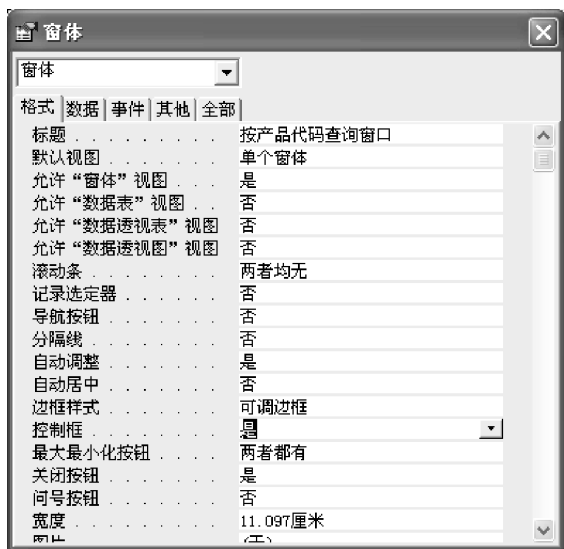 窗体
窗体
格式 数据 事件 其他 全部
标题 . . . . . . . . . 按产品代码查询窗口
默认视图 . . . . . . . 单个窗体
允许“窗体”视图 . . . 是
允许“数据表”视图 . . 否
允许“数据透视表”视图 否
允许“数据透视图”视图 否
滚动条 . . . . . . . . 两者均无
记录选定器 . . . . . . 否
导航按钮 . . . . . . . 否
分隔线 . . . . . . . . 否
自动调整 . . . . . . . 是
自动居中 . . . . . . . 否
边框样式 . . . . . . . 可调边框
控制框 . . . . . . . . 是
最大最小化按钮 . . . . 两者都有
关闭按钮 . . . . . . . 是
问号按钮 . . . . . . . 否
宽度 . . . . . . . . . 11.097厘米
图片 . . . . . . . . . (无)